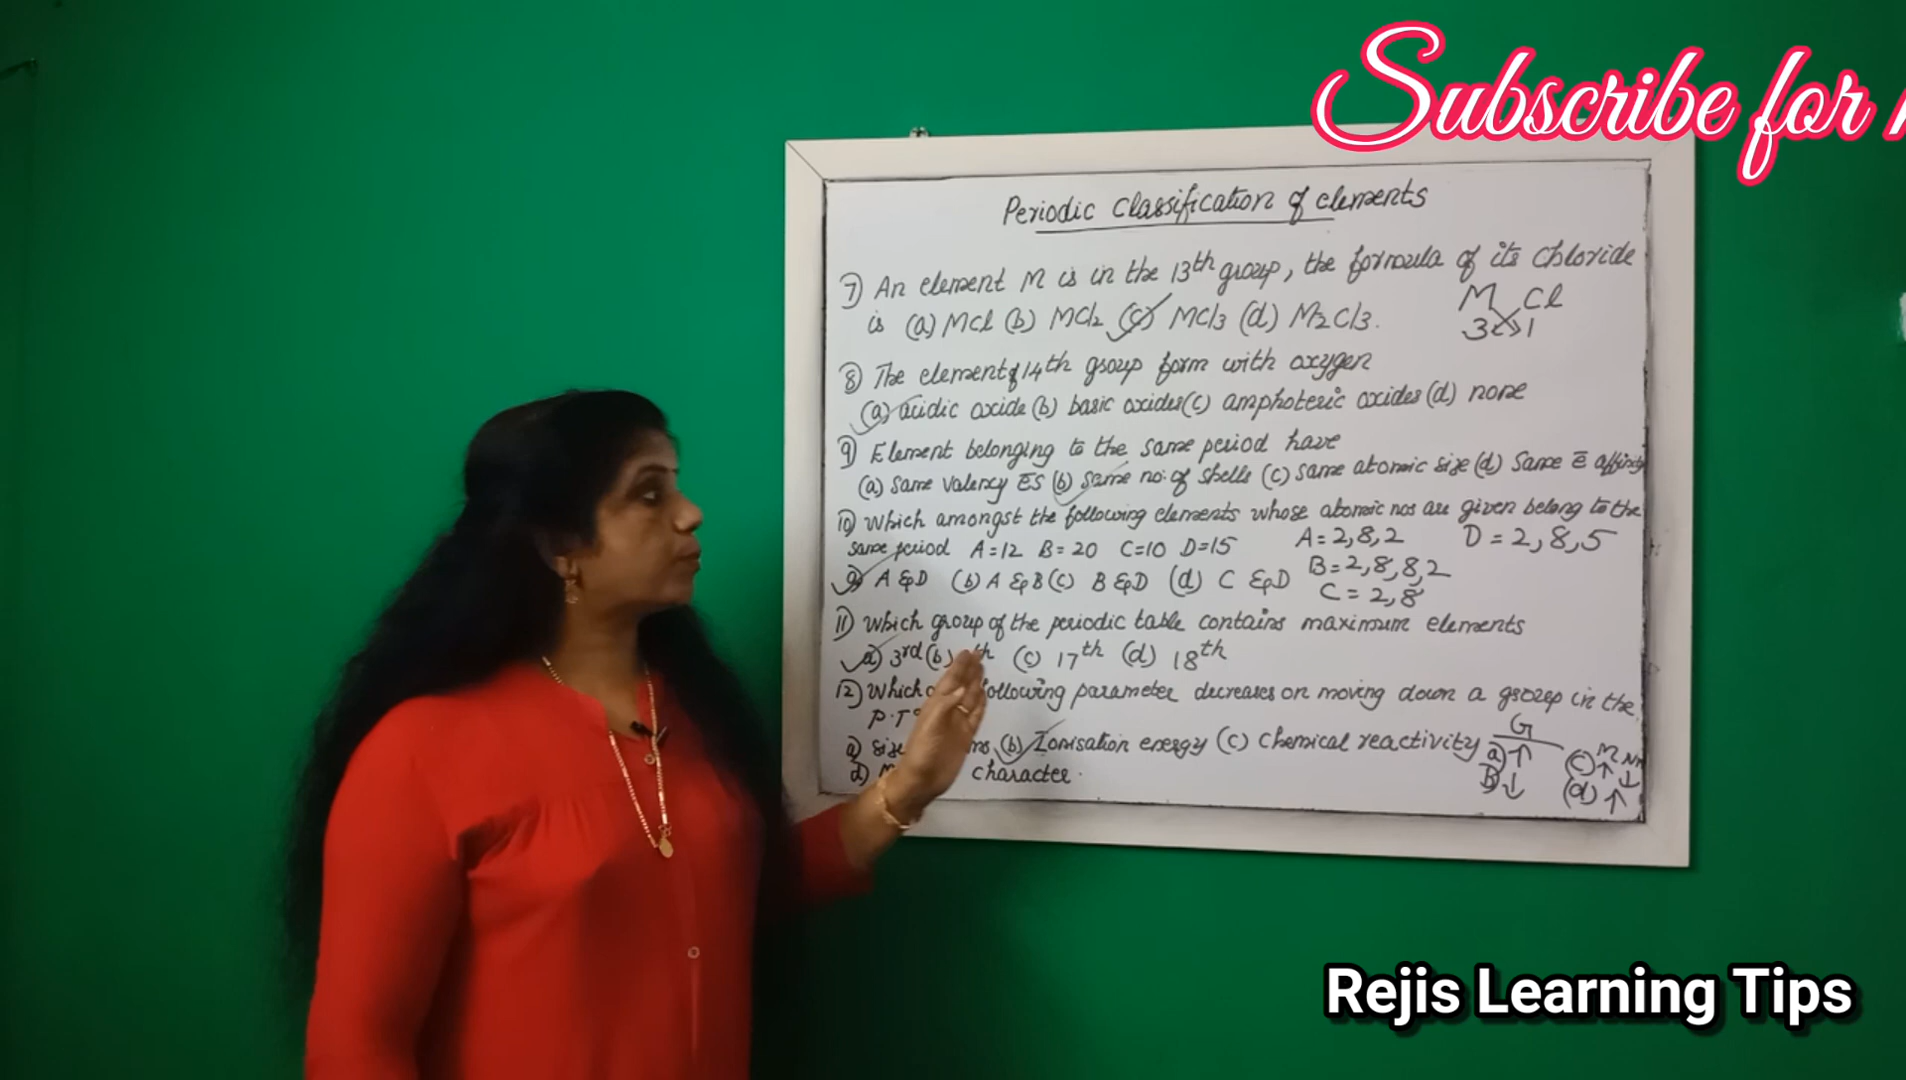 Subscribe for
Periodic Classification of elements
7) An element M is in the 13th group, the formula of its chloride
is (a) MCl (b) MCl2 (c) MCl3 (d) M2Cl3.
M Cl
3 1
8) The element of 14th group form with oxygen
(a) acidic oxide (b) basic oxides (c) amphoteric oxides (d) none
9) Element belonging to the same period have
(a) same valency ES (b) same no. of shells (c) same atomic size (d) same e affinity
10) Which amongst the following elements whose atomic nos are given belong to the
same period A=12 B=20 C=10 D=15
A=2,8,2 D=2,8,5
B=2,8,8,2
C=2,8
a) A & D (b) A & B (c) B & D (d) C & D
11) Which group of the periodic table contains maximum elements
a) 3rd (b) th (c) 17th (d) 18th
12) Which following parameter decreases on moving down a group in the
P.T
a) Size (b) Ionisation energy (c) Chemical reactivity
d) character.
G
a) ↑ (c) M ↑ ↓
B) ↓ (d) ↑
Rejis Learning Tips